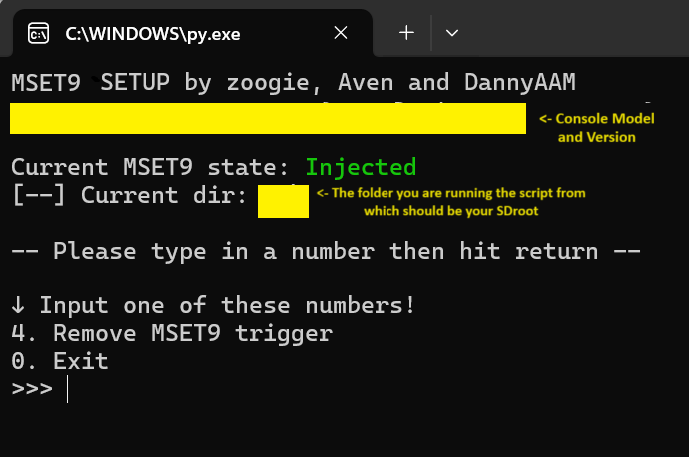 C:\WINDOWS\py.exe
MSET9 SETUP by zoogie, Aven and DannyAAM
<- Console Model
and Version
Current MSET9 state: Injected
[--] Current dir:
<- The folder you are running the script from
which should be your SDroot
-- Please type in a number then hit return --
↓ Input one of these numbers!
4. Remove MSET9 trigger
0. Exit
>>>